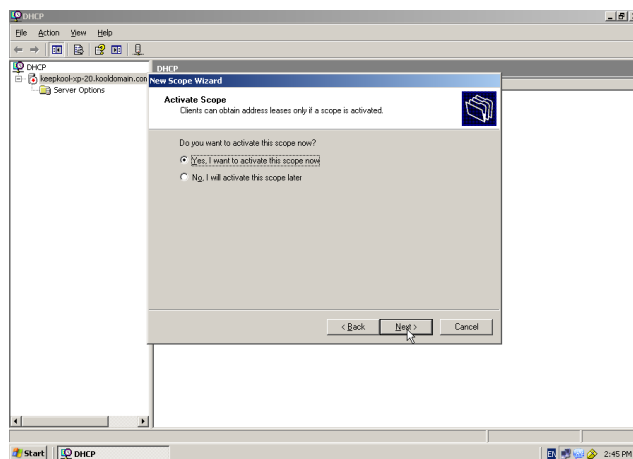 DHCP
File Action View Help
DHCP
keepkool-xp-20.kooldomain.con
Server Options
DHCP
New Scope Wizard
Activate Scope
Clients can obtain address leases only if a scope is activated.
Do you want to activate this scope now?
Yes, I want to activate this scope now
No, I will activate this scope later
< Back Next > Cancel
Start DHCP EN 2:45 PM